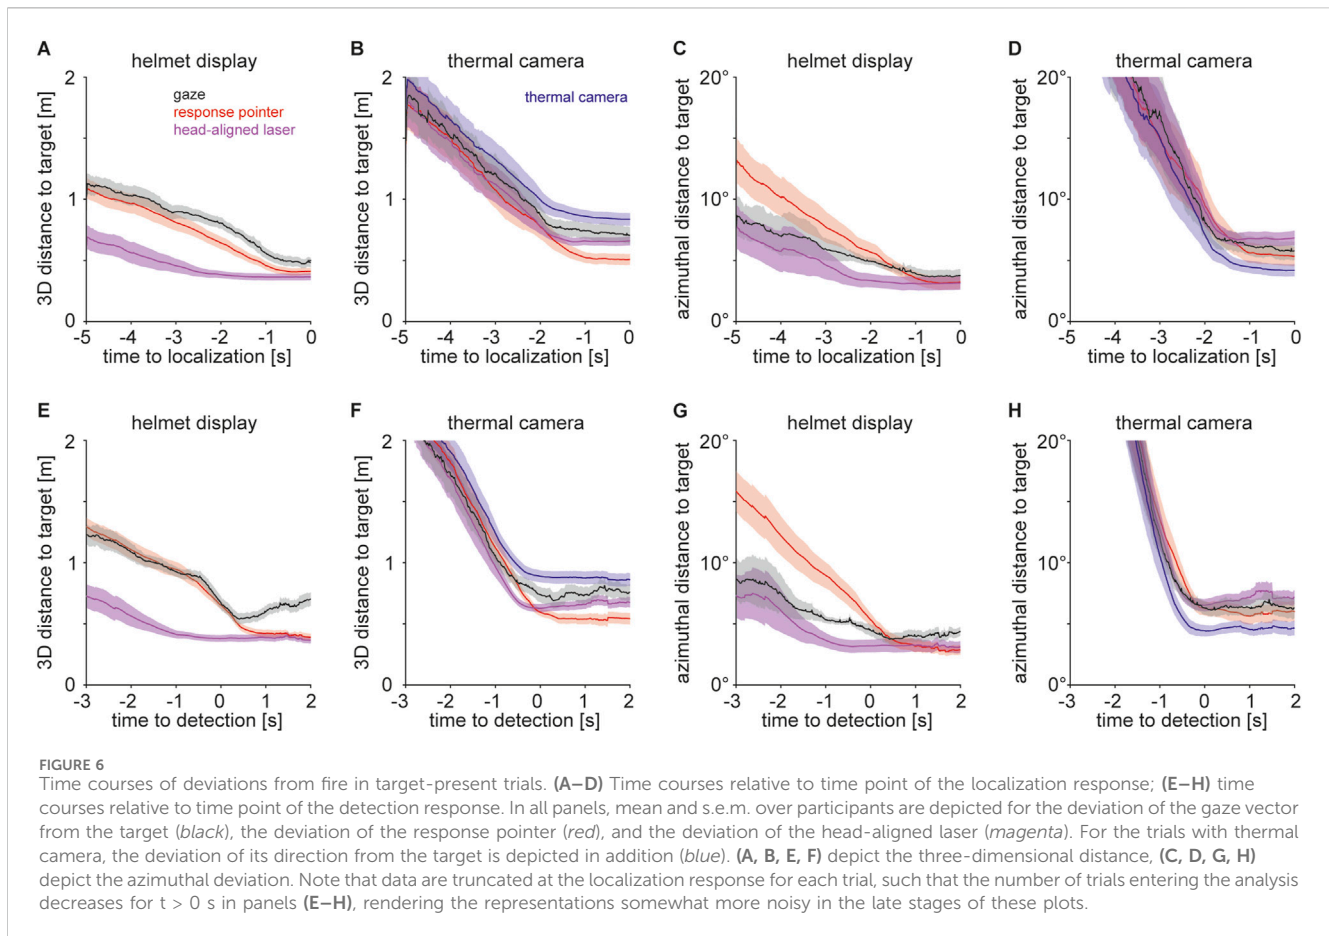 A
helmet display
gaze
response pointer
head-aligned laser
3D distance to target [m]
2
1
0
-5 -4 -3 -2 -1 0
time to localization [s]
B
thermal camera
thermal camera
3D distance to target [m]
2
1
0
-5 -4 -3 -2 -1 0
time to localization [s]
C
helmet display
azimuthal distance to target
20°
10°
0°
-5 -4 -3 -2 -1 0
time to localization [s]
D
thermal camera
azimuthal distance to target
20°
10°
0°
-5 -4 -3 -2 -1 0
time to localization [s]
E
helmet display
3D distance to target [m]
2
1
0
-3 -2 -1 0 1 2
time to detection [s]
F
thermal camera
3D distance to target [m]
2
1
0
-3 -2 -1 0 1 2
time to detection [s]
G
helmet display
azimuthal distance to target
20°
10°
0°
-3 -2 -1 0 1 2
time to detection [s]
H
thermal camera
azimuthal distance to target
20°
10°
0°
-3 -2 -1 0 1 2
time to detection [s]
FIGURE 6
Time courses of deviations from fire in target-present trials. (A–D) Time courses relative to time point of the localization response; (E–H) time
courses relative to time point of the detection response. In all panels, mean and s.e.m. over participants are depicted for the deviation of the gaze vector
from the target (black), the deviation of the response pointer (red), and the deviation of the head-aligned laser (magenta). For the trials with thermal
camera, the deviation of its direction from the target is depicted in addition (blue). (A, B, E, F) depict the three-dimensional distance, (C, D, G, H)
depict the azimuthal deviation. Note that data are truncated at the localization response for each trial, such that the number of trials entering the analysis
decreases for t > 0 s in panels (E–H), rendering the representations somewhat more noisy in the late stages of these plots.